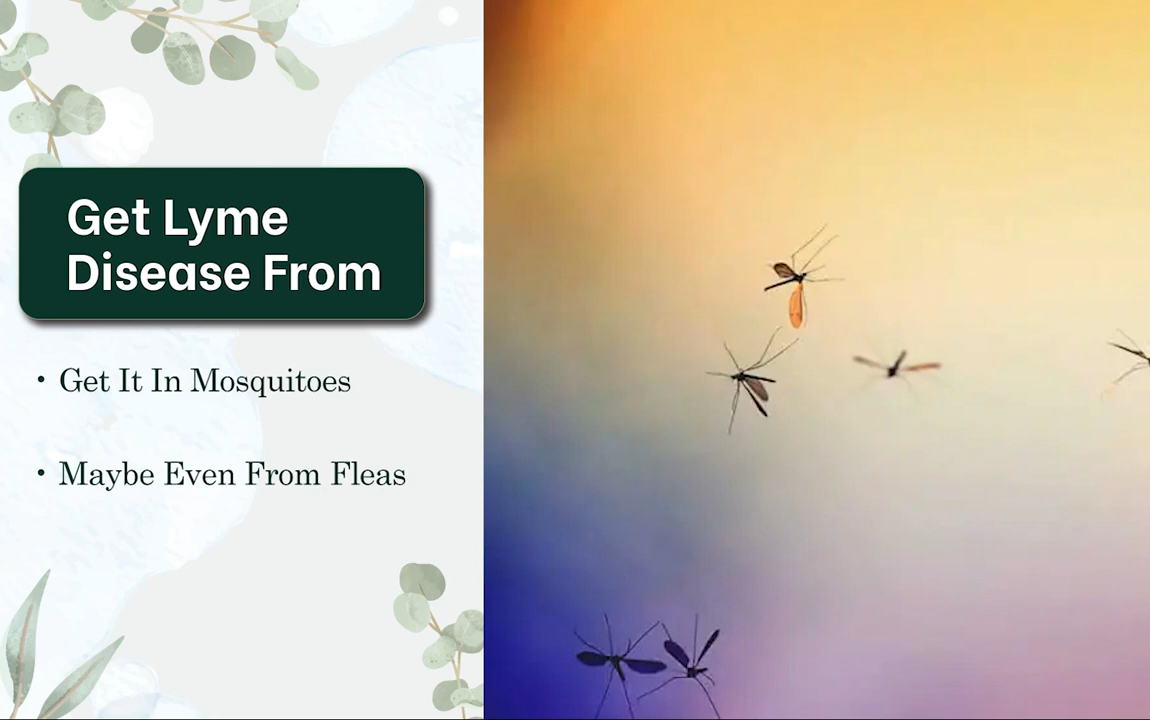 Get Lyme
Disease From
• Get It In Mosquitoes
• Maybe Even From Fleas